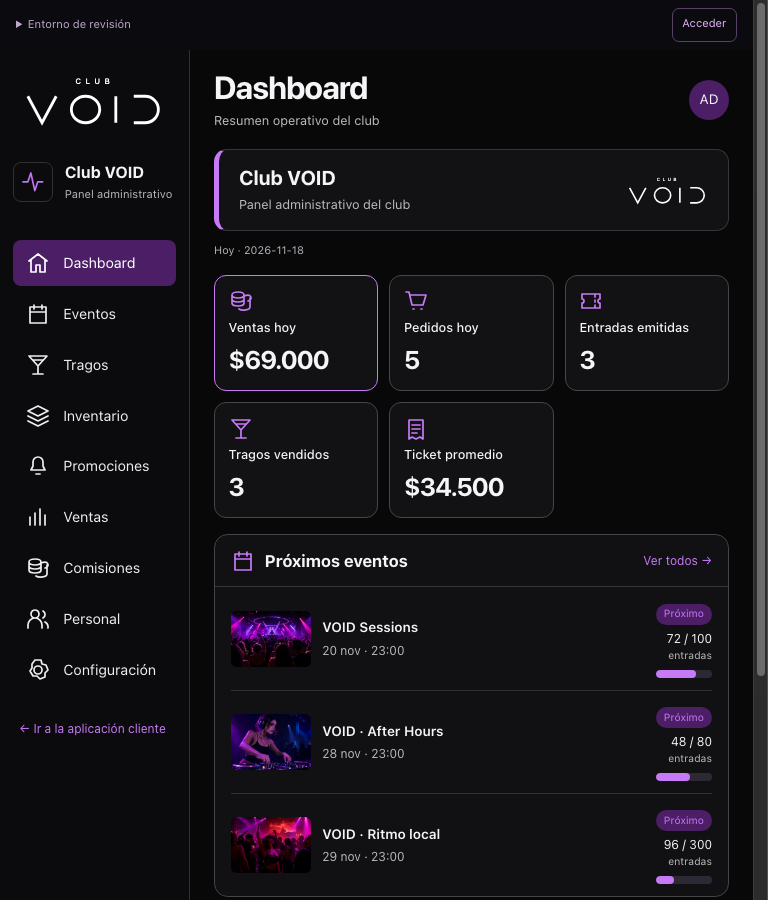 ▶ Entorno de revisión
Acceder
CLUB
VOID
Club VOID
Panel administrativo
Dashboard
Eventos
Tragos
Inventario
Promociones
Ventas
Comisiones
Personal
Configuración
← Ir a la aplicación cliente
Dashboard
Resumen operativo del club
AD
Club VOID
Panel administrativo del club
CLUB
VOID
Hoy · 2026-11-18
Ventas hoy
$69.000
Pedidos hoy
5
Entradas emitidas
3
Tragos vendidos
3
Ticket promedio
$34.500
Próximos eventos
Ver todos →
VOID Sessions
20 nov · 23:00
Próximo
72 / 100
entradas
VOID · After Hours
28 nov · 23:00
Próximo
48 / 80
entradas
VOID · Ritmo local
29 nov · 23:00
Próximo
96 / 300
entradas